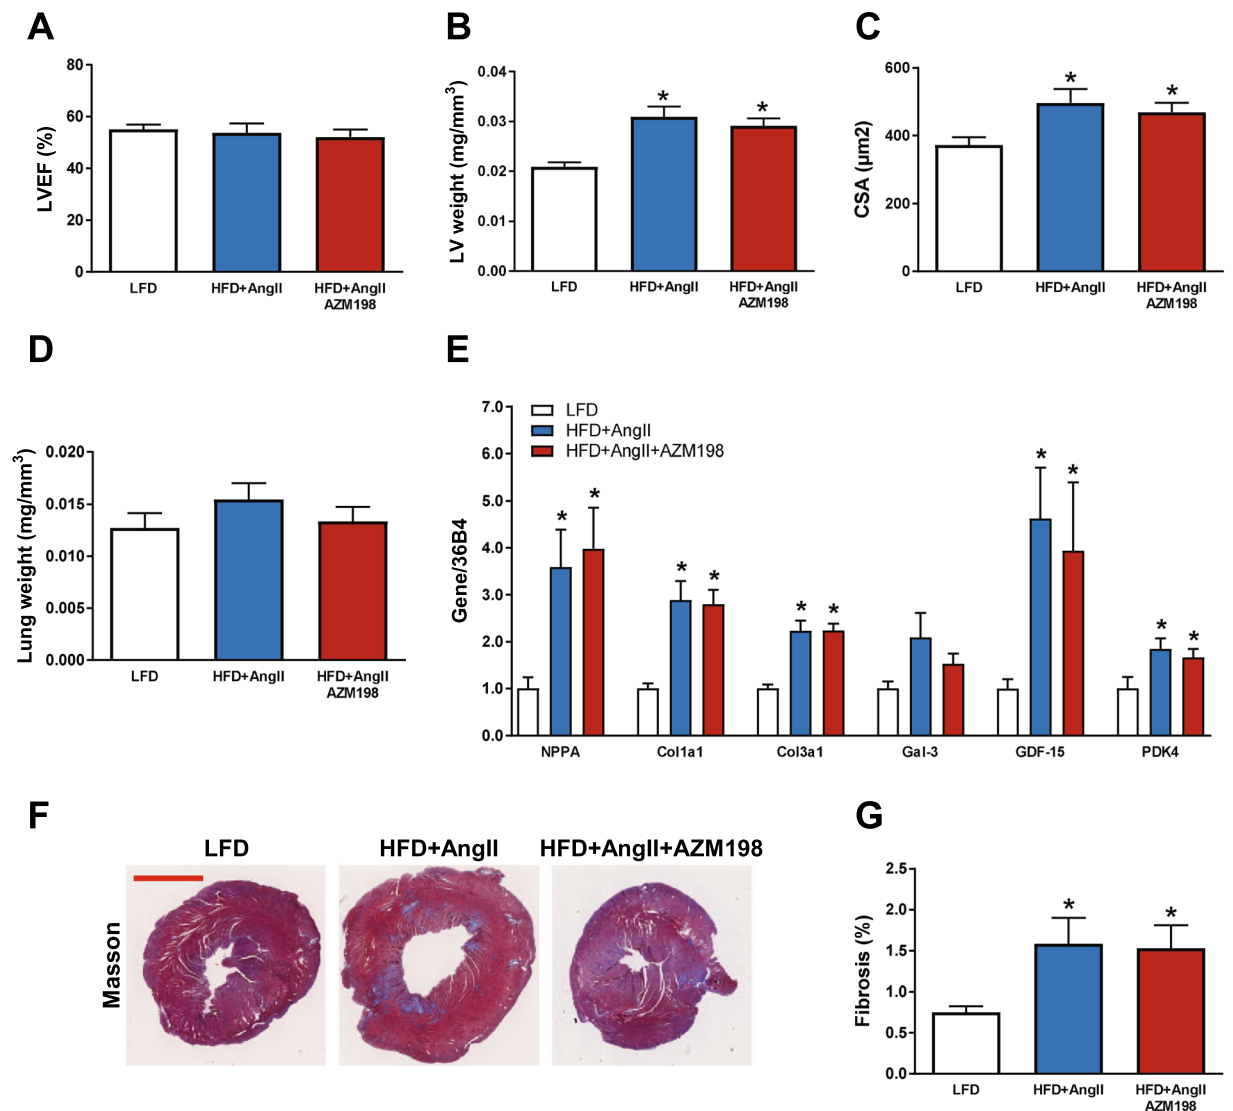 A
B
C
80
60
40
20
0
LVEF (%)
LFD
HFD+AngII
HFD+AngII
AZM198
0.04
0.03
0.02
0.01
0.00
LV weight (mg/mm³)
*
*
LFD
HFD+AngII
HFD+AngII
AZM198
600
400
200
0
CSA (µm2)
*
*
LFD
HFD+AngII
HFD+AngII
AZM198
D
E
0.020
0.015
0.010
0.005
0.000
Lung weight (mg/mm³)
LFD
HFD+AngII
HFD+AngII
AZM198
7.0
6.0
5.0
4.0
3.0
2.0
1.0
0.0
Gene/36B4
LFD
HFD+AngII
HFD+AngII+AZM198
* *
* *
* *
* *
* *
NPPA
Col1a1
Col3a1
Gal-3
GDF-15
PDK4
F
G
LFD
HFD+AngII
HFD+AngII+AZM198
Masson
2.5
2.0
1.5
1.0
0.5
0.0
Fibrosis (%)
*
*
LFD
HFD+AngII
HFD+AngII
AZM198